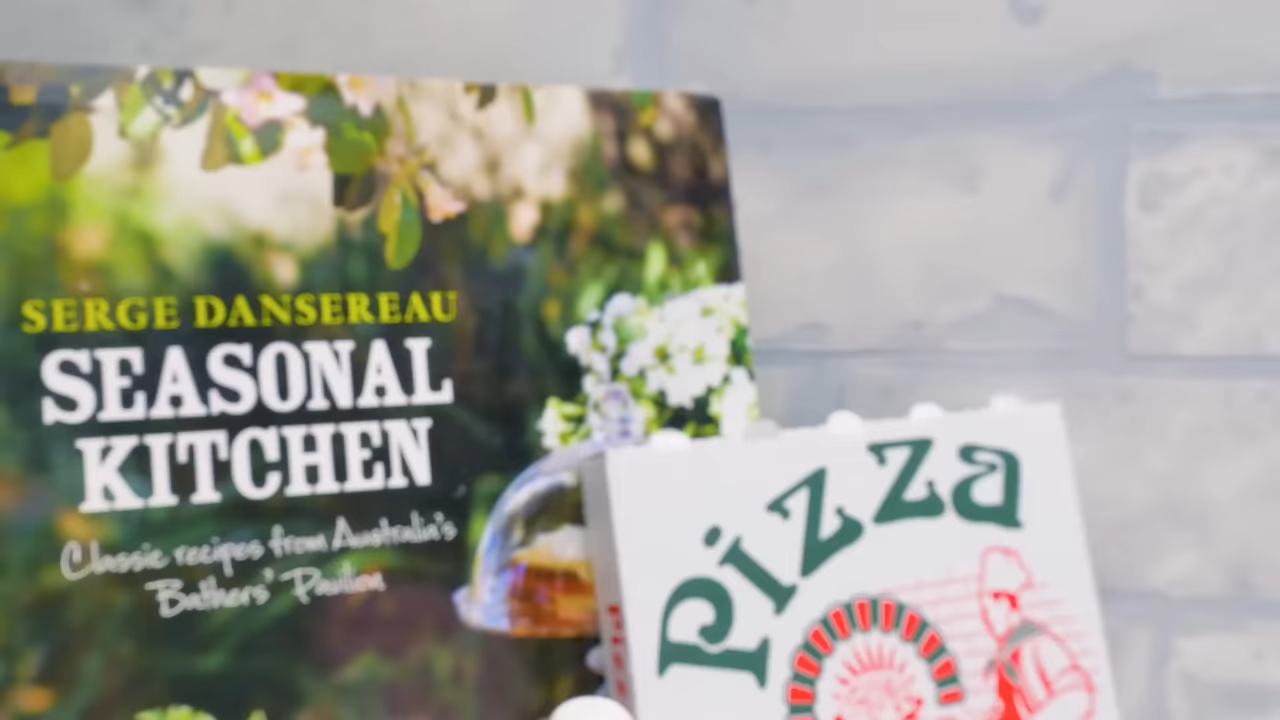 SERGE DANSEREAU
SEASONAL
KITCHEN
Classic recipes from Australia's
Bathers' Pavilion
Pizza